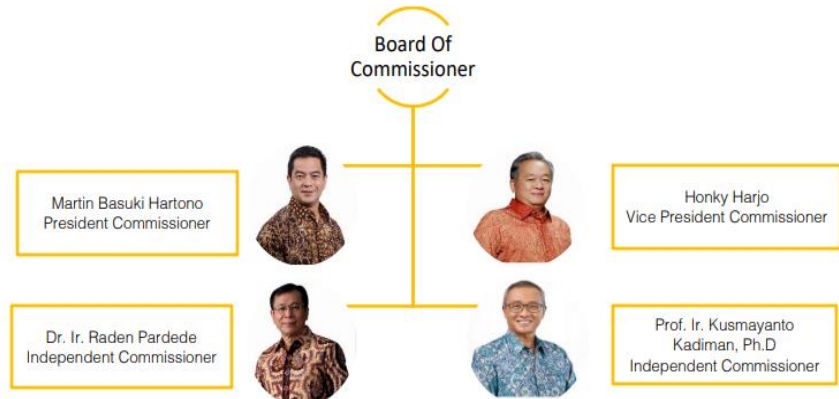 Board Of
Commissioner
Martin Basuki Hartono
President Commissioner
Honky Harjo
Vice President Commissioner
Dr. Ir. Raden Pardede
Independent Commissioner
Prof. Ir. Kusmayanto
Kadiman, Ph.D
Independent Commissioner